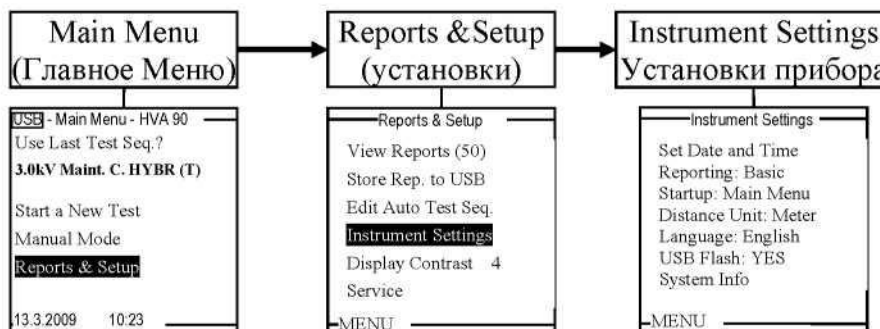 Main Menu
(Главное Меню)
Reports &Setup
(установки)
Instrument Settings
Установки прибора
USB - Main Menu - HVA 90
Use Last Test Seq.?
3.0kV Maint. C. HYBR (T)
Start a New Test
Manual Mode
Reports & Setup
13.3.2009 10:23
Reports & Setup
View Reports (50)
Store Rep. to USB
Edit Auto Test Seq.
Instrument Settings
Display Contrast 4
Service
MENU
Instrument Settings
Set Date and Time
Reporting: Basic
Startup: Main Menu
Distance Unit: Meter
Language: English
USB Flash: YES
System Info
MENU